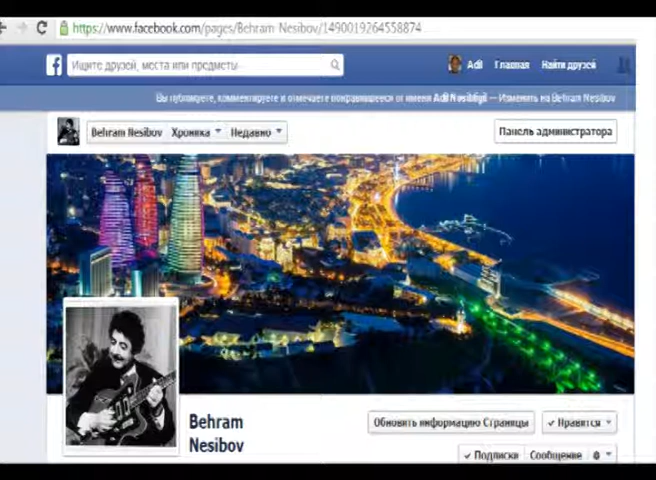 https://www.facebook.com/pages/Behram-Nesibov/1490019264558874
f Ищите друзей, места или предметы Adil Главная Найти друзей
Вы публикуете, комментируете и отмечаете понравившееся от имени — Изменить на Behram Nesibov
Behram Nesibov Хроника Недавно Панель администратора
Behram
Nesibov
Обновить информацию Страницы ✓ Нравится
✓ Подписки Сообщение